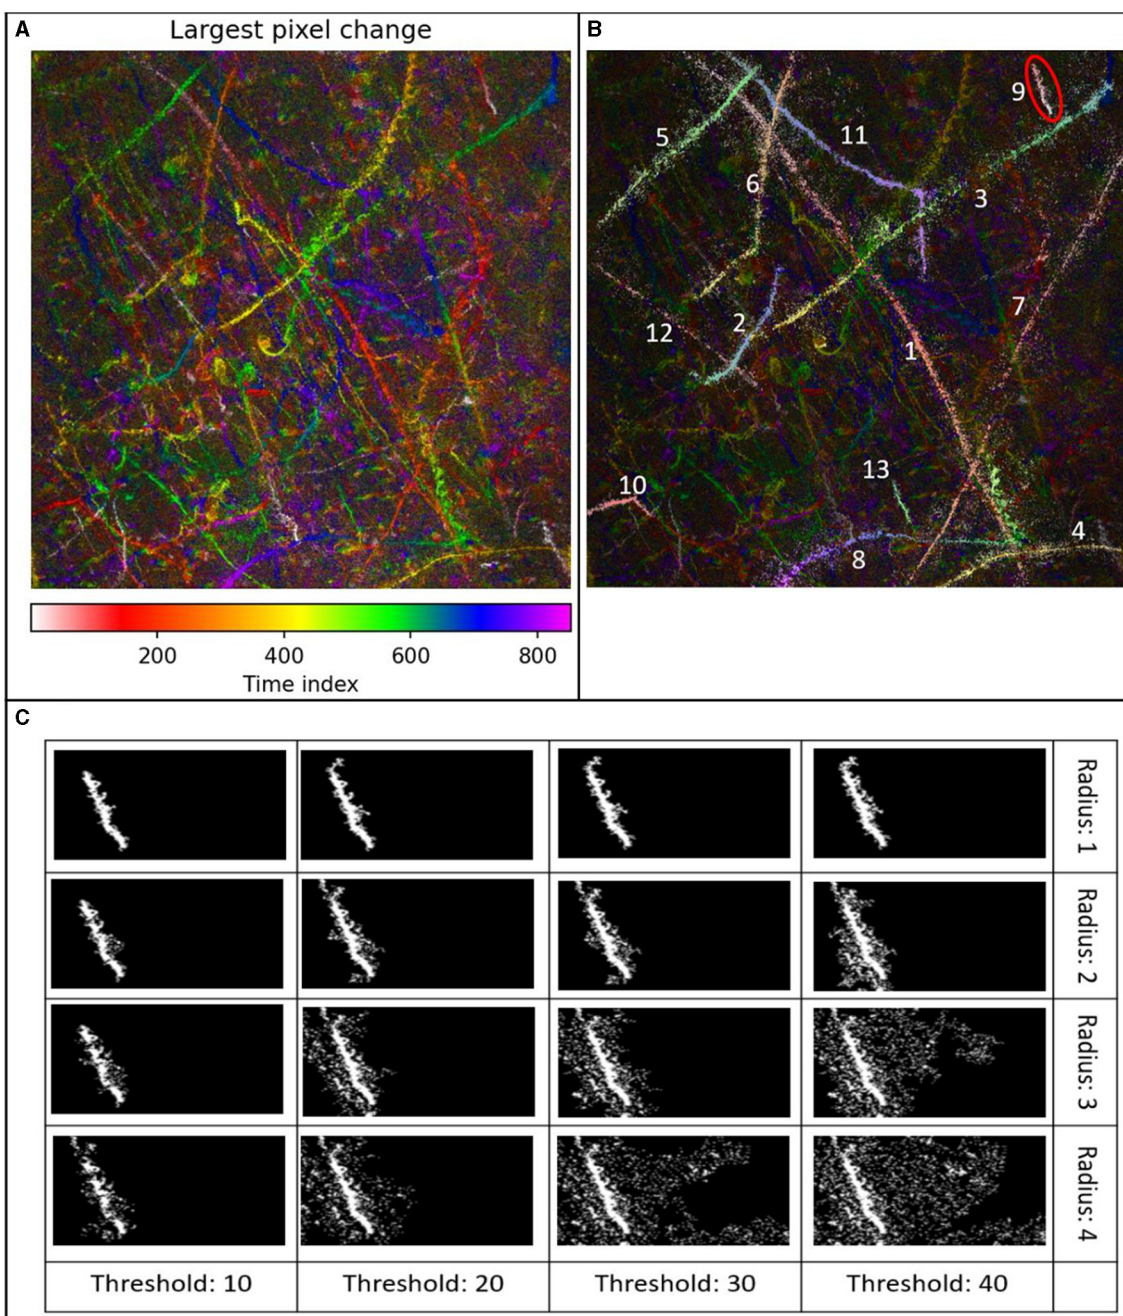 A
Largest pixel change
200 400 600 800
Time index
B
9
5
11
6
3
7
2
12
1
13
10
4
8
C
Radius: 1
Radius: 2
Radius: 3
Radius: 4
Threshold: 10 Threshold: 20 Threshold: 30 Threshold: 40